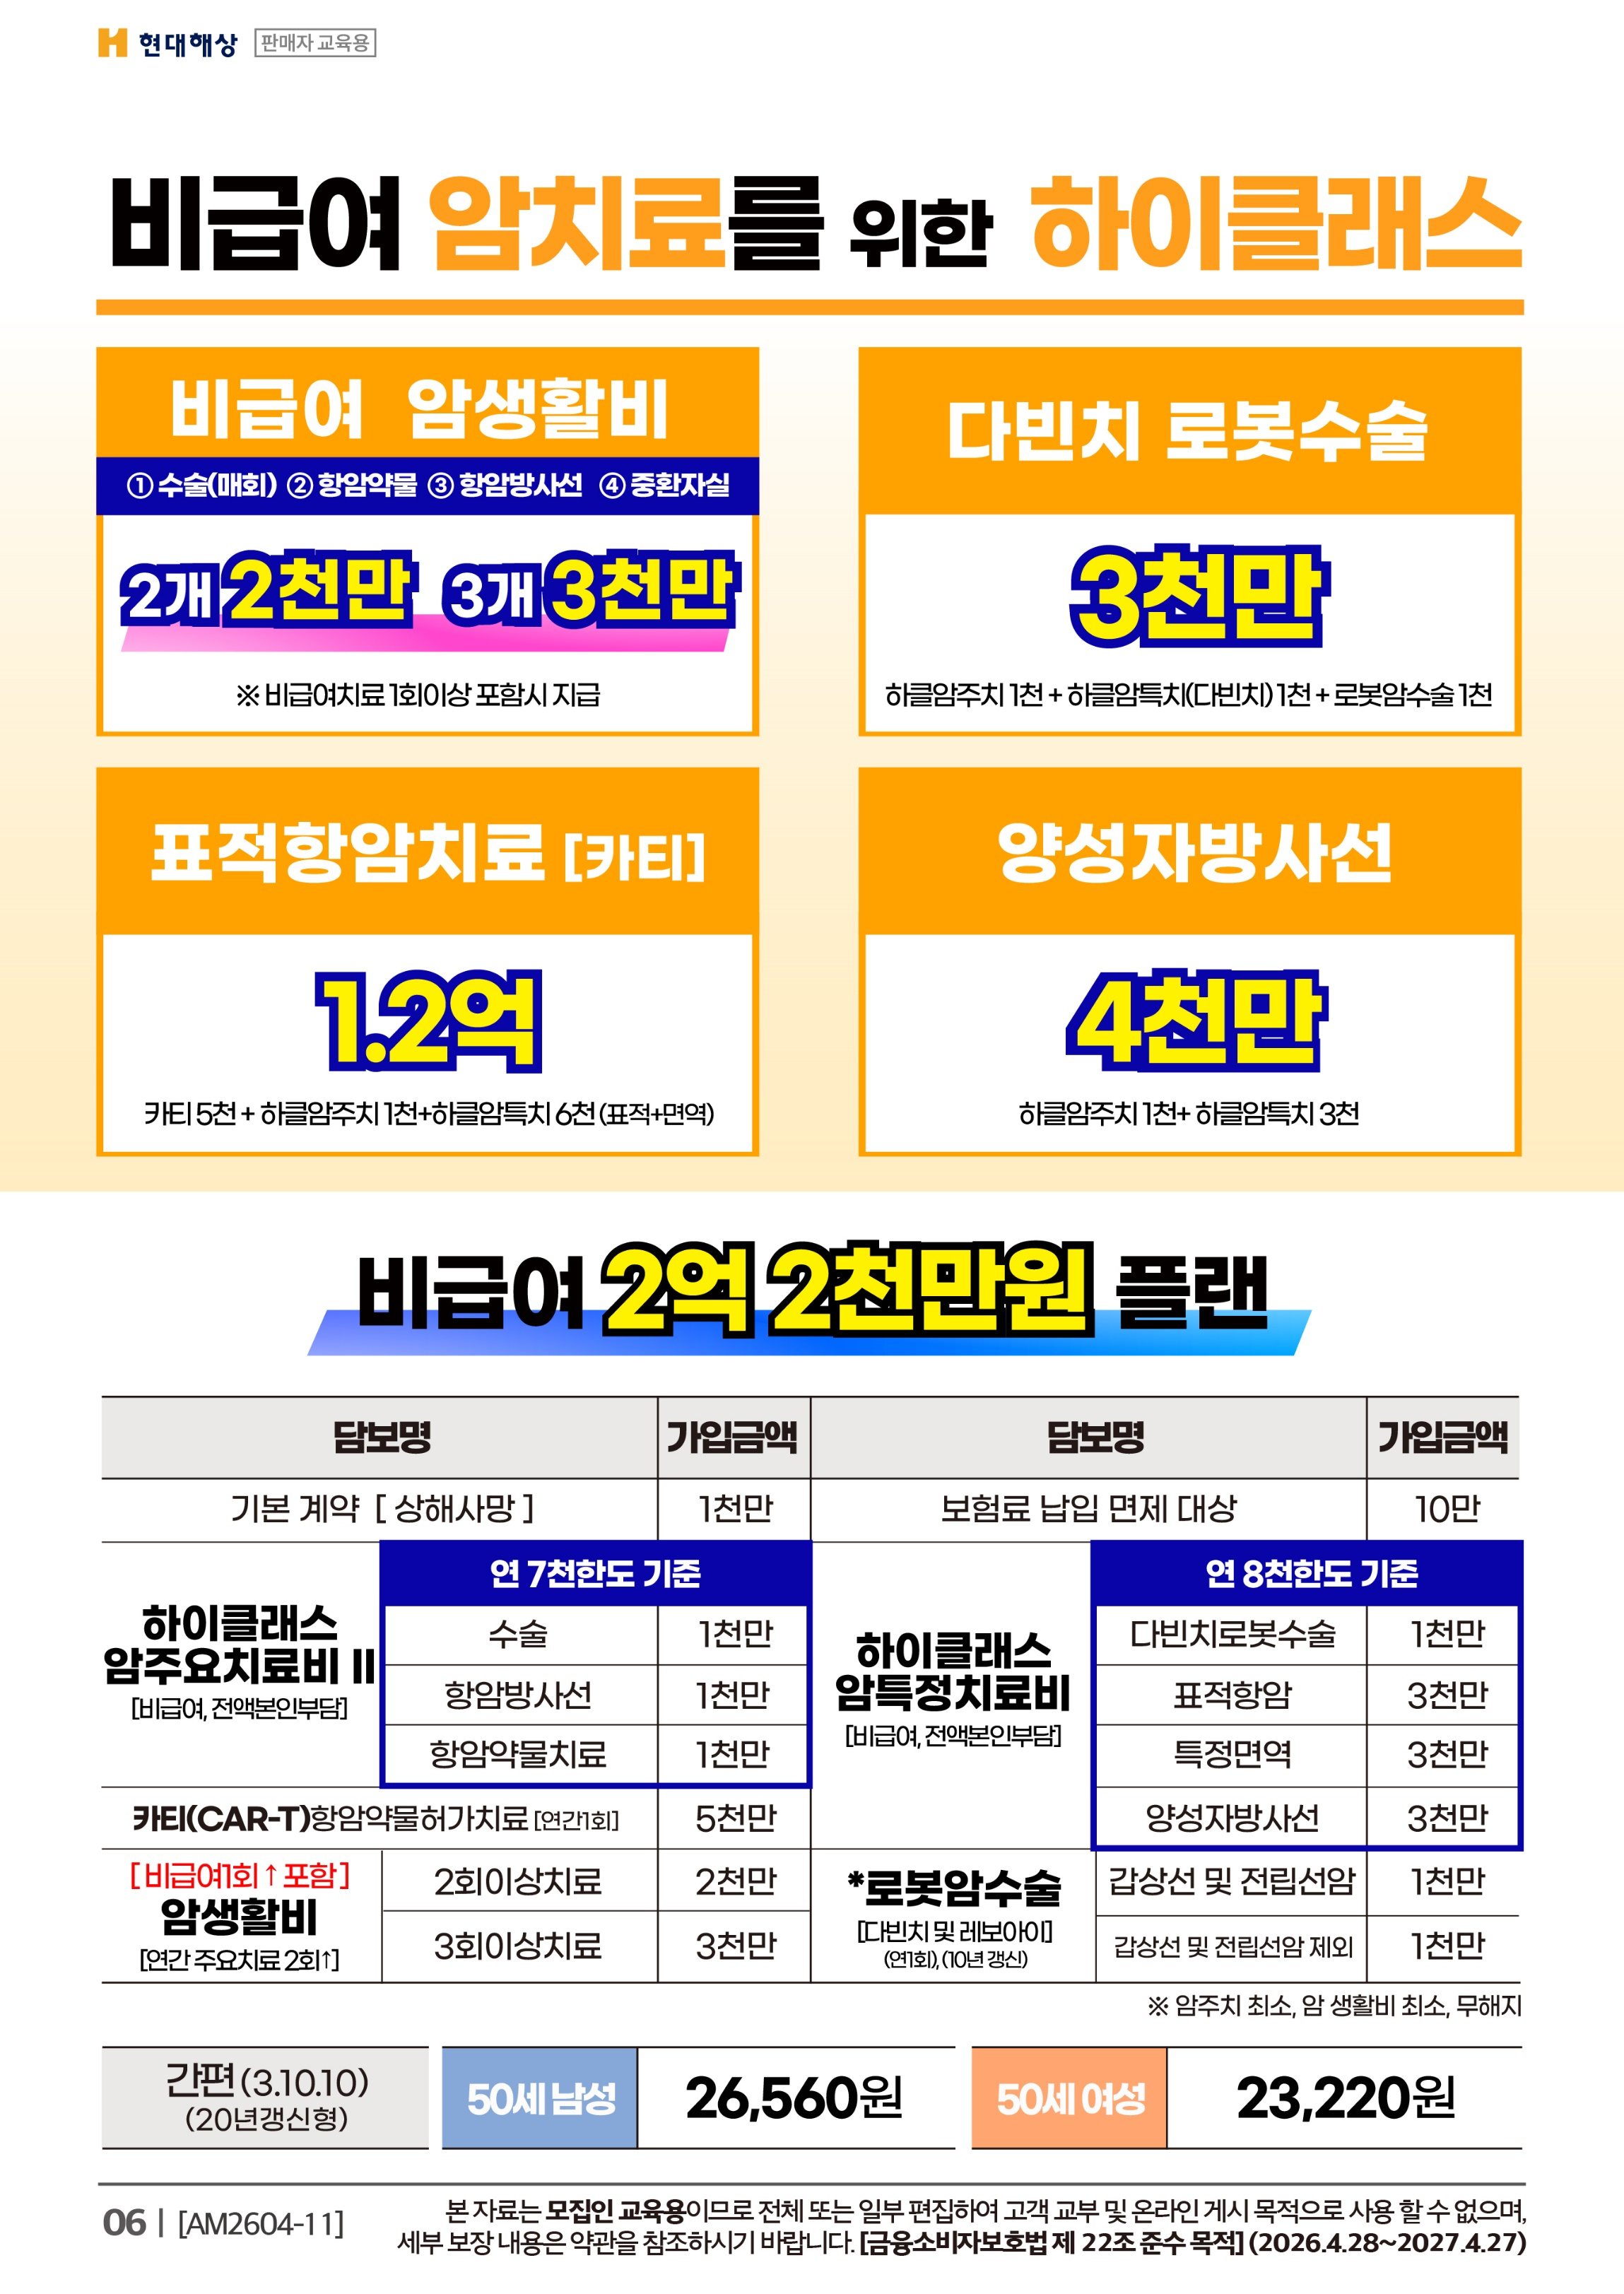 현대해상 판매자 교육용
비급여 암치료를 위한 하이클래스
비급여 암생활비
① 수술(매회) ② 항암약물 ③ 항암방사선 ④ 중환자실
2개 2천만 3개 3천만
※ 비급여치료 1회이상 포함시 지급
다빈치 로봇수술
3천만
하클암주치 1천 + 하클암특치(다빈치) 1천 + 로봇암수술 1천
표적항암치료 [카티]
1.2억
카티 5천 + 하클암주치 1천+하클암특치 6천 (표적+면역)
양성자방사선
4천만
하클암주치 1천+ 하클암특치 3천
비급여 2억 2천만원 플랜
담보명 가입금액 담보명 가입금액
기본 계약 [ 상해사망 ] 1천만 보험료 납입 면제 대상 10만
하이클래스
암주요치료비 II
[비급여, 전액본인부담]
연 7천한도 기준
수술 1천만
항암방사선 1천만
항암약물치료 1천만
하이클래스
암특정치료비
[비급여, 전액본인부담]
연 8천한도 기준
다빈치로봇수술 1천만
표적항암 3천만
특정면역 3천만
양성자방사선 3천만
카티(CAR-T)항암약물허가치료 [연간1회] 5천만
[ 비급여1회 ↑ 포함 ]
암생활비
[연간 주요치료 2회↑]
2회이상치료 2천만
3회이상치료 3천만
*로봇암수술
[다빈치 및 레보아이]
(연1회), (10년 갱신)
갑상선 및 전립선암 1천만
갑상선 및 전립선암 제외 1천만
※ 암주치 최소, 암 생활비 최소, 무해지
간편 (3.10.10)
(20년갱신형)
50세 남성 26,560원
50세 여성 23,220원
06 | [AM2604-11]
본 자료는 모집인 교육용이므로 전체 또는 일부 편집하여 고객 교부 및 온라인 게시 목적으로 사용 할 수 없으며,
세부 보장 내용은 약관을 참조하시기 바랍니다. [금융소비자보호법 제 22조 준수 목적] (2026.4.28~2027.4.27)